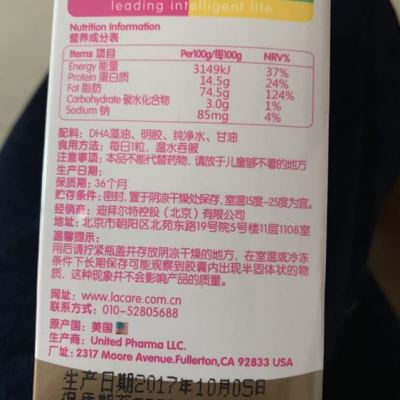 leading intelligent life
Nutrition Information
营养成分表
Items 项目 Per100g/每100g NRV%
Energy 能量 3149kJ 37%
Protein 蛋白质 14.5g 24%
Fat 脂肪 74.5g 124%
Carbohydrate 碳水化合物 3.0g 1%
Sodium 钠 85mg 4%
配料：DHA藻油、明胶、纯净水、甘油
食用方法：每日1粒，温水吞服
注意事项：本品不能代替药物，请放于儿童够不着的地方
生产日期：
保质期：36个月
贮存条件：密封，置于阴凉干燥处保存，室温15度-25度为宜。
经销商：迪拜尔特控股（北京）有限公司
地址：北京市朝阳区北苑东路19号院5号楼11层1108室
温馨提示：
用后请拧紧瓶盖并存放阴凉干燥的地方，在室温或冷冻
条件下长期保存可能观察到胶囊内出现半固体状的物
质，这种现象并不会影响产品的质量。
网址：www.lacare.com.cn
联系方式：010-52805688
原产国：美国
生产商：United Pharma LLC.
厂址：2317 Moore Avenue.Fullerton,CA 92833 USA
生产日期2017年10月05日